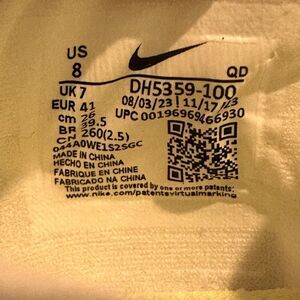 US
8 QD
UK 7 DH5359-100
EUR 41 08/03/23 11/17/23
cm 26 UPC 00196969466930
BR 39.5
CH 260(2.5)
044A0WE1S2SGC
MADE IN CHINA
HECHO EN CHINA
FABRIQUE EN CHINE
FABRICADO NA CHINA
This product is covered by one or more patents:
www.nike.com/patentsvirtualmarking